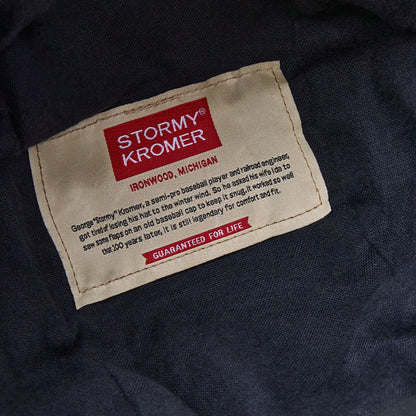 STORMY®
KROMER
IRONWOOD, MICHIGAN
George "Stormy" Kromer, a semi-pro baseball player and railroad engineer,
got tired of losing his hat to the winter wind. So he asked his wife Ida to
sew some flaps on an old baseball cap to keep it snug. It worked so well
that 100 years later, it is still legendary for comfort and fit.
GUARANTEED FOR LIFE